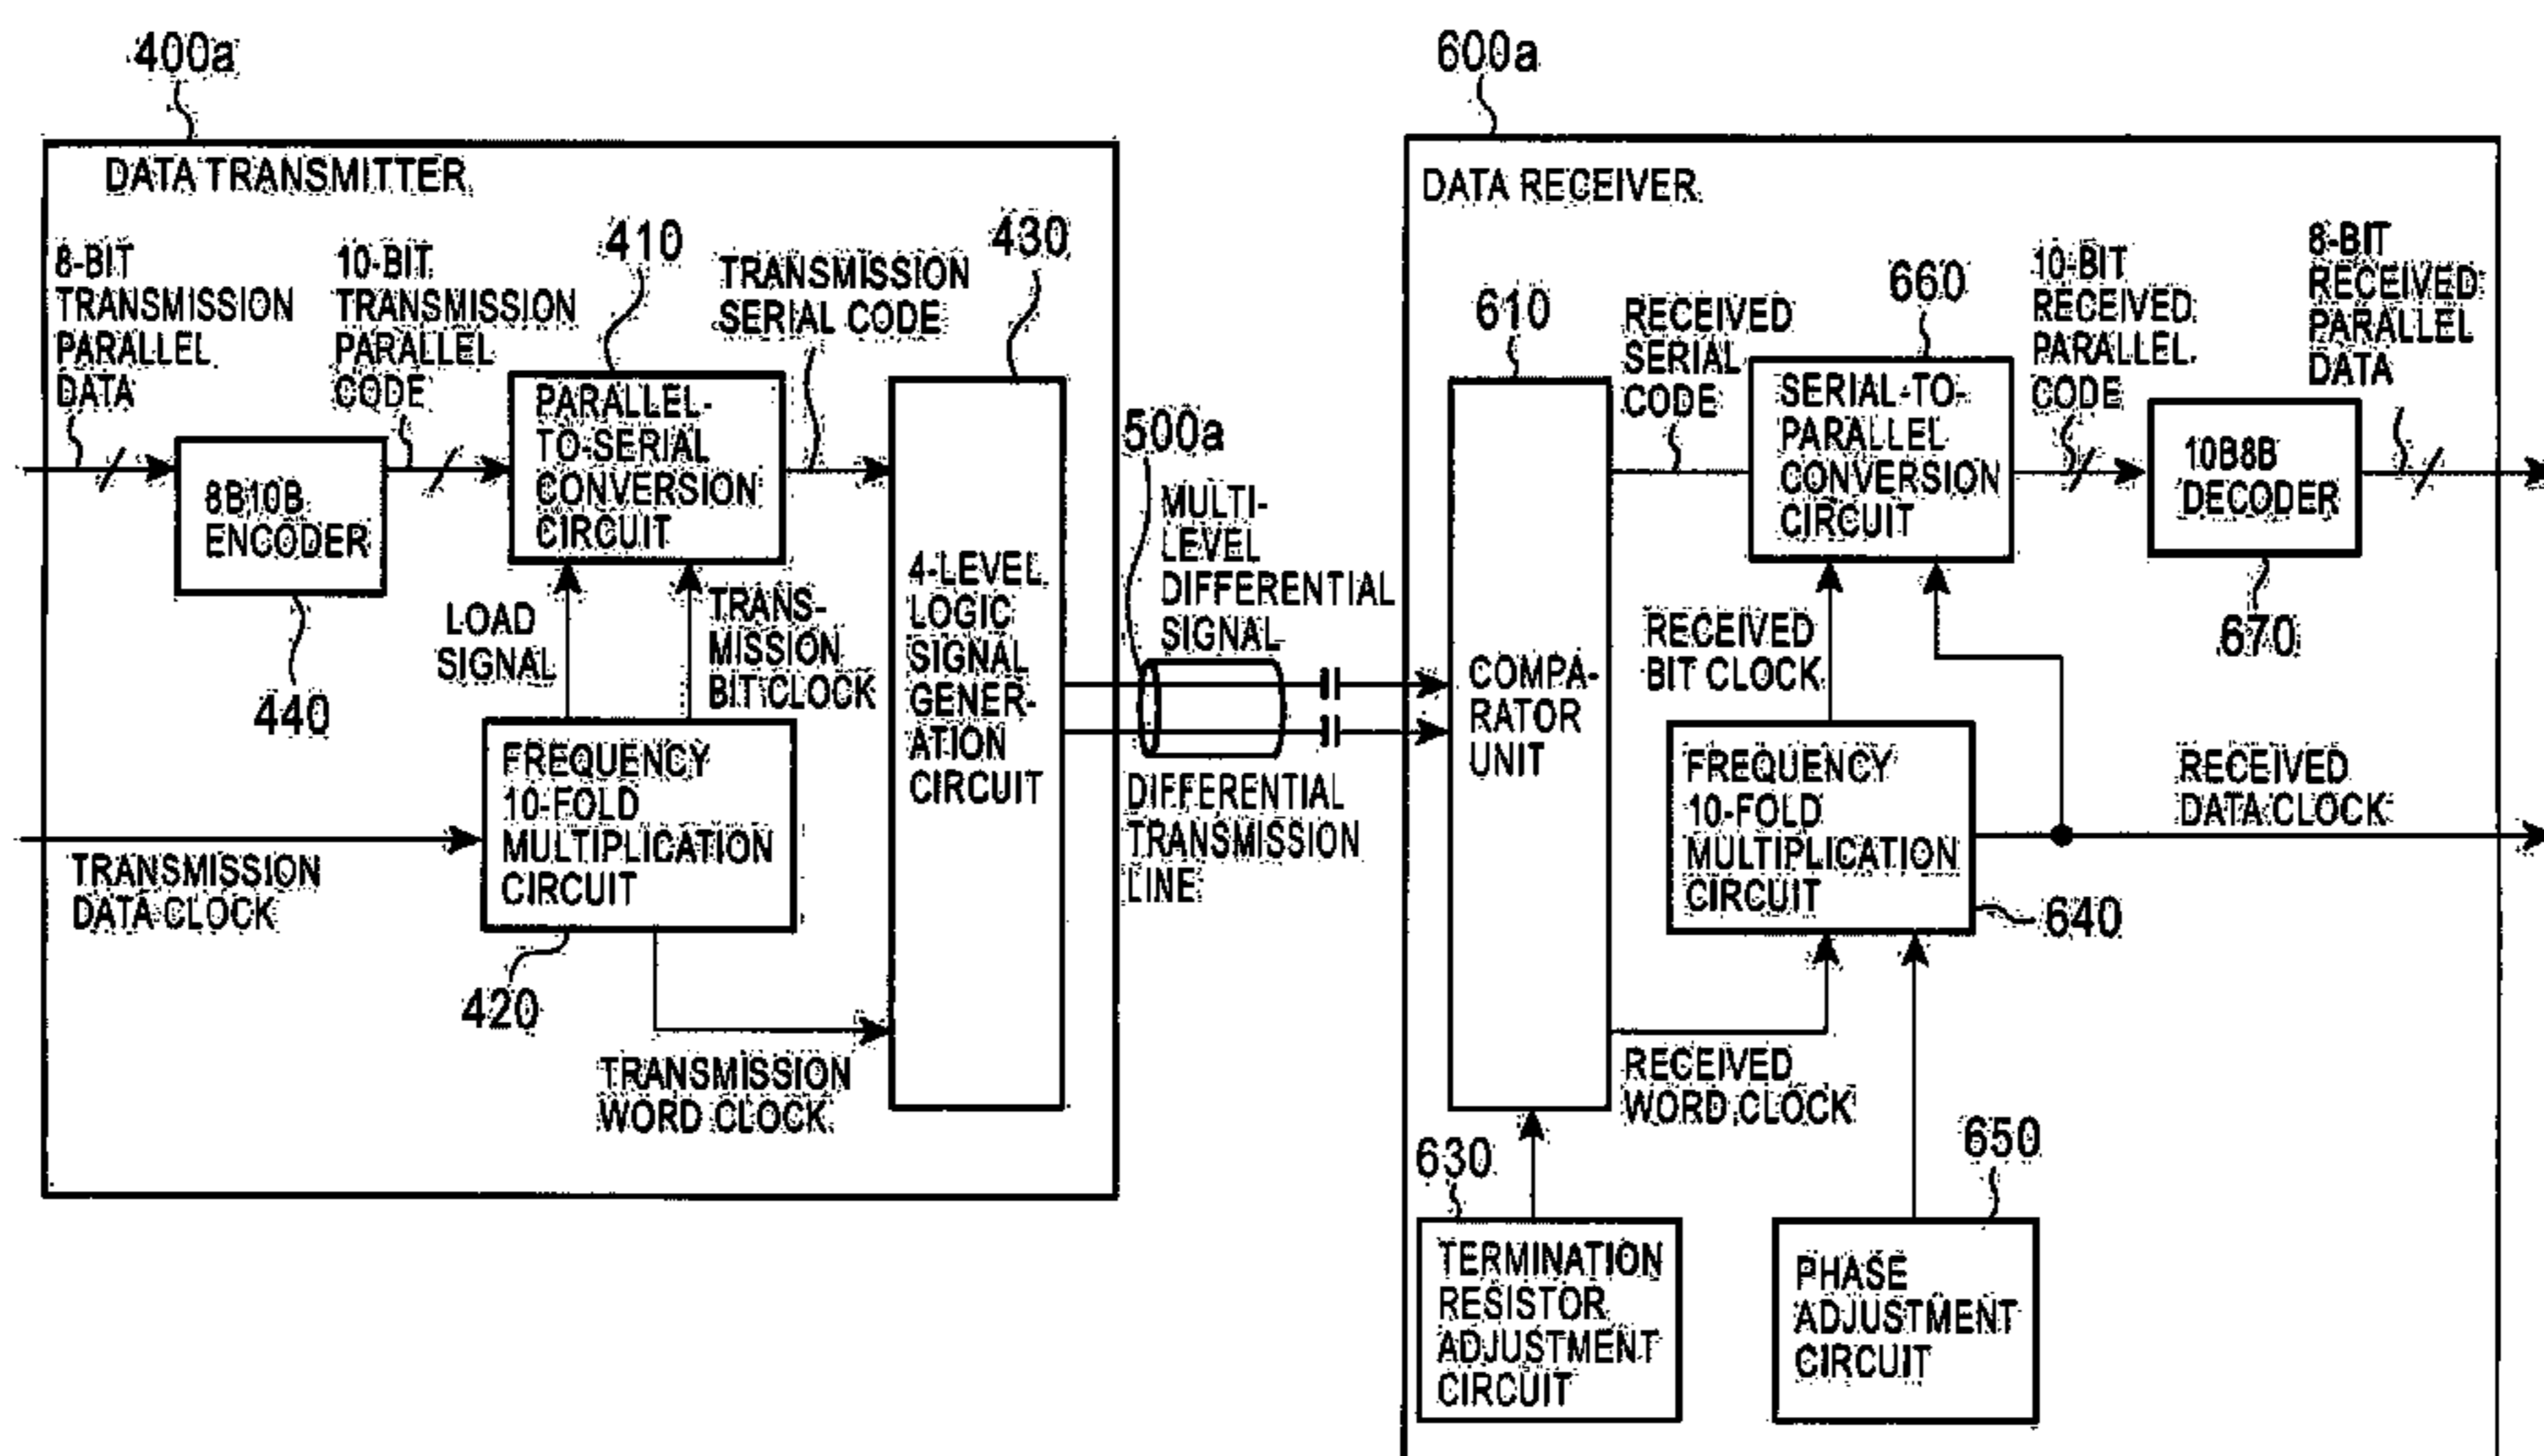 400a
DATA TRANSMITTER
8-BIT
TRANSMISSION
PARALLEL
DATA
10-BIT
TRANSMISSION
PARALLEL
CODE
410
TRANSMISSION
SERIAL CODE
430
8B10B
ENCODER
440
PARALLEL-
TO-SERIAL
CONVERSION
CIRCUIT
LOAD
SIGNAL
TRANS-
MISSION
BIT CLOCK
FREQUENCY
10-FOLD
MULTIPLICATION
CIRCUIT
420
TRANSMISSION
DATA CLOCK
TRANSMISSION
WORD CLOCK
4-LEVEL
LOGIC
SIGNAL
GENER-
ATION
CIRCUIT
500a
MULTI-
LEVEL
DIFFERENTIAL
SIGNAL
DIFFERENTIAL
TRANSMISSION
LINE
600a
DATA RECEIVER
610
COMPA-
RATOR
UNIT
RECEIVED
SERIAL
CODE
660
SERIAL-TO-
PARALLEL
CONVERSION
CIRCUIT
10-BIT
RECEIVED
PARALLEL
CODE
8-BIT
RECEIVED
PARALLEL
DATA
10B8B
DECODER
670
RECEIVED
BIT CLOCK
FREQUENCY
10-FOLD
MULTIPLICATION
CIRCUIT
640
RECEIVED
DATA CLOCK
RECEIVED
WORD CLOCK
630
TERMINATION
RESISTOR
ADJUSTMENT
CIRCUIT
650
PHASE
ADJUSTMENT
CIRCUIT